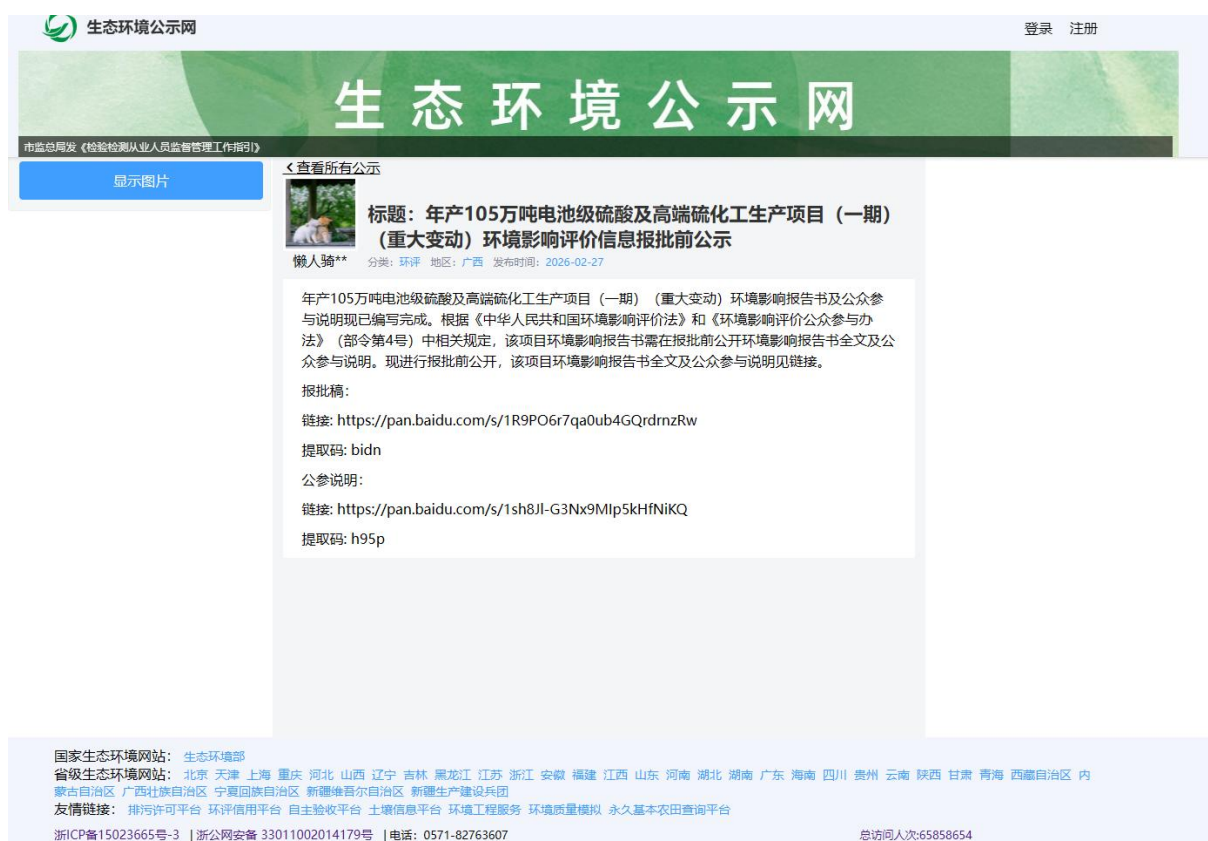 生态环境公示网
登录 注册
生态环境公示网
市监总局发《检验检测从业人员监督管理工作指引》
显示图片
<查看所有公示
标题：年产105万吨电池级硫酸及高端硫化工生产项目（一期）
（重大变动）环境影响评价信息报批前公示
懒人骑** 分类：环评 地区：广西 发布时间：2026-02-27
年产105万吨电池级硫酸及高端硫化工生产项目（一期）（重大变动）环境影响报告书及公众参
与说明现已编写完成。根据《中华人民共和国环境影响评价法》和《环境影响评价公众参与办
法》（部令第4号）中相关规定，该项目环境影响报告书需在报批前公开环境影响报告书全文及公
众参与说明。现进行报批前公开，该项目环境影响报告书全文及公众参与说明见链接。
报批稿：
链接: https://pan.baidu.com/s/1R9PO6r7qa0ub4GQrdrnzRw
提取码: bidn
公参说明：
链接: https://pan.baidu.com/s/1sh8Jl-G3Nx9MIp5kHfNiKQ
提取码: h95p
国家生态环境网站： 生态环境部
省级生态环境网站： 北京 天津 上海 重庆 河北 山西 辽宁 吉林 黑龙江 江苏 浙江 安徽 福建 江西 山东 河南 湖北 湖南 广东 海南 四川 贵州 云南 陕西 甘肃 青海 西藏自治区 内
蒙古自治区 广西壮族自治区 宁夏回族自治区 新疆维吾尔自治区 新疆生产建设兵团
友情链接： 排污许可平台 环评信用平台 自主验收平台 土壤信息平台 环境工程服务 环境质量模拟 永久基本农田查询平台
浙ICP备15023665号-3 | 浙公网安备 33011002014179号 | 电话：0571-82763607 总访问人次:65858654